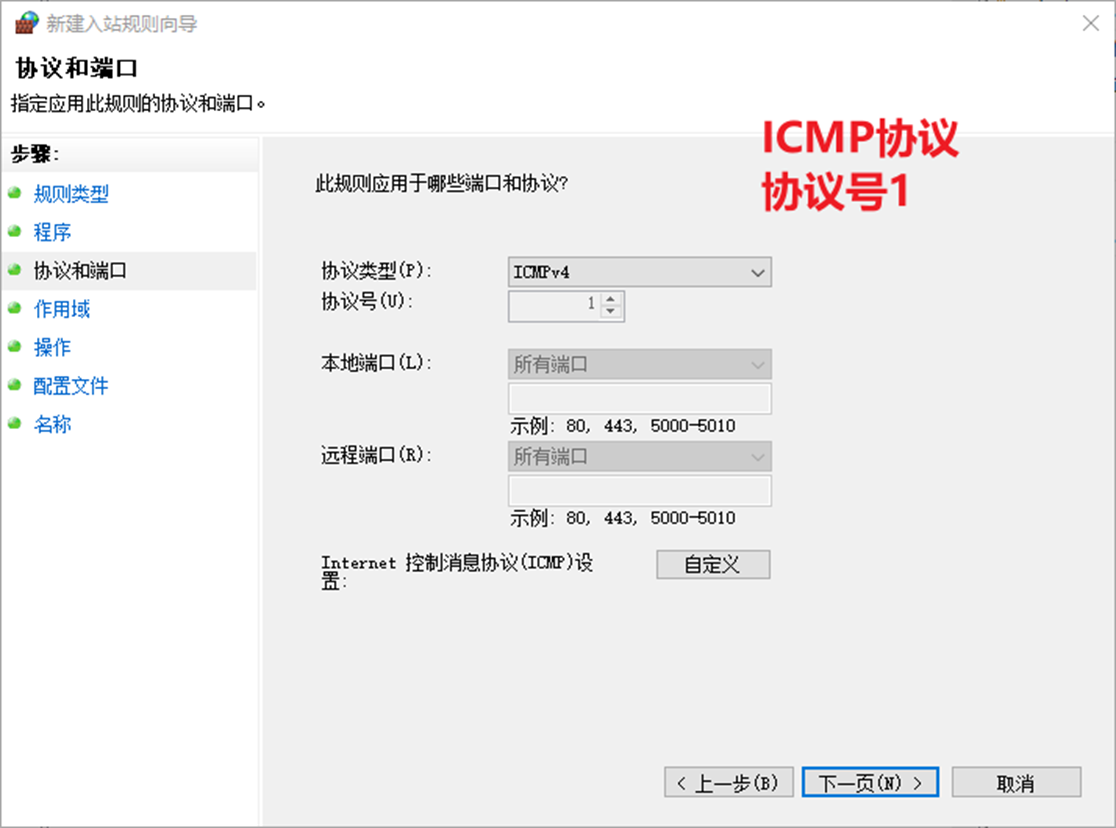 新建入站规则向导
协议和端口
指定应用此规则的协议和端口。
ICMP协议
协议号1
步骤:
规则类型
程序
协议和端口
作用域
操作
配置文件
名称
此规则应用于哪些端口和协议?
协议类型(P): ICMPv4
协议号(U): 1
本地端口(L): 所有端口
示例: 80, 443, 5000-5010
远程端口(R): 所有端口
示例: 80, 443, 5000-5010
Internet 控制消息协议(ICMP)设
置: 自定义
< 上一步(B) 下一页(N) > 取消